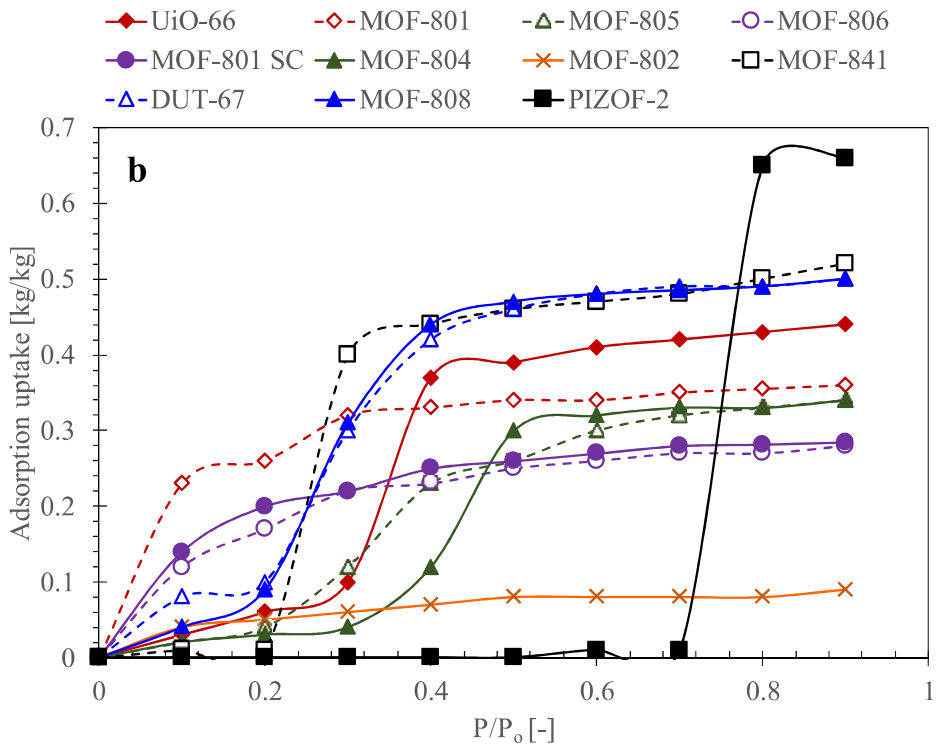 UiO-66 MOF-801 MOF-805 MOF-806
MOF-801 SC MOF-804 MOF-802 MOF-841
DUT-67 MOF-808 PIZOF-2
b
Adsorption uptake [kg/kg]
0.7
0.6
0.5
0.4
0.3
0.2
0.1
0
0 0.2 0.4 0.6 0.8 1
P/Po [-]